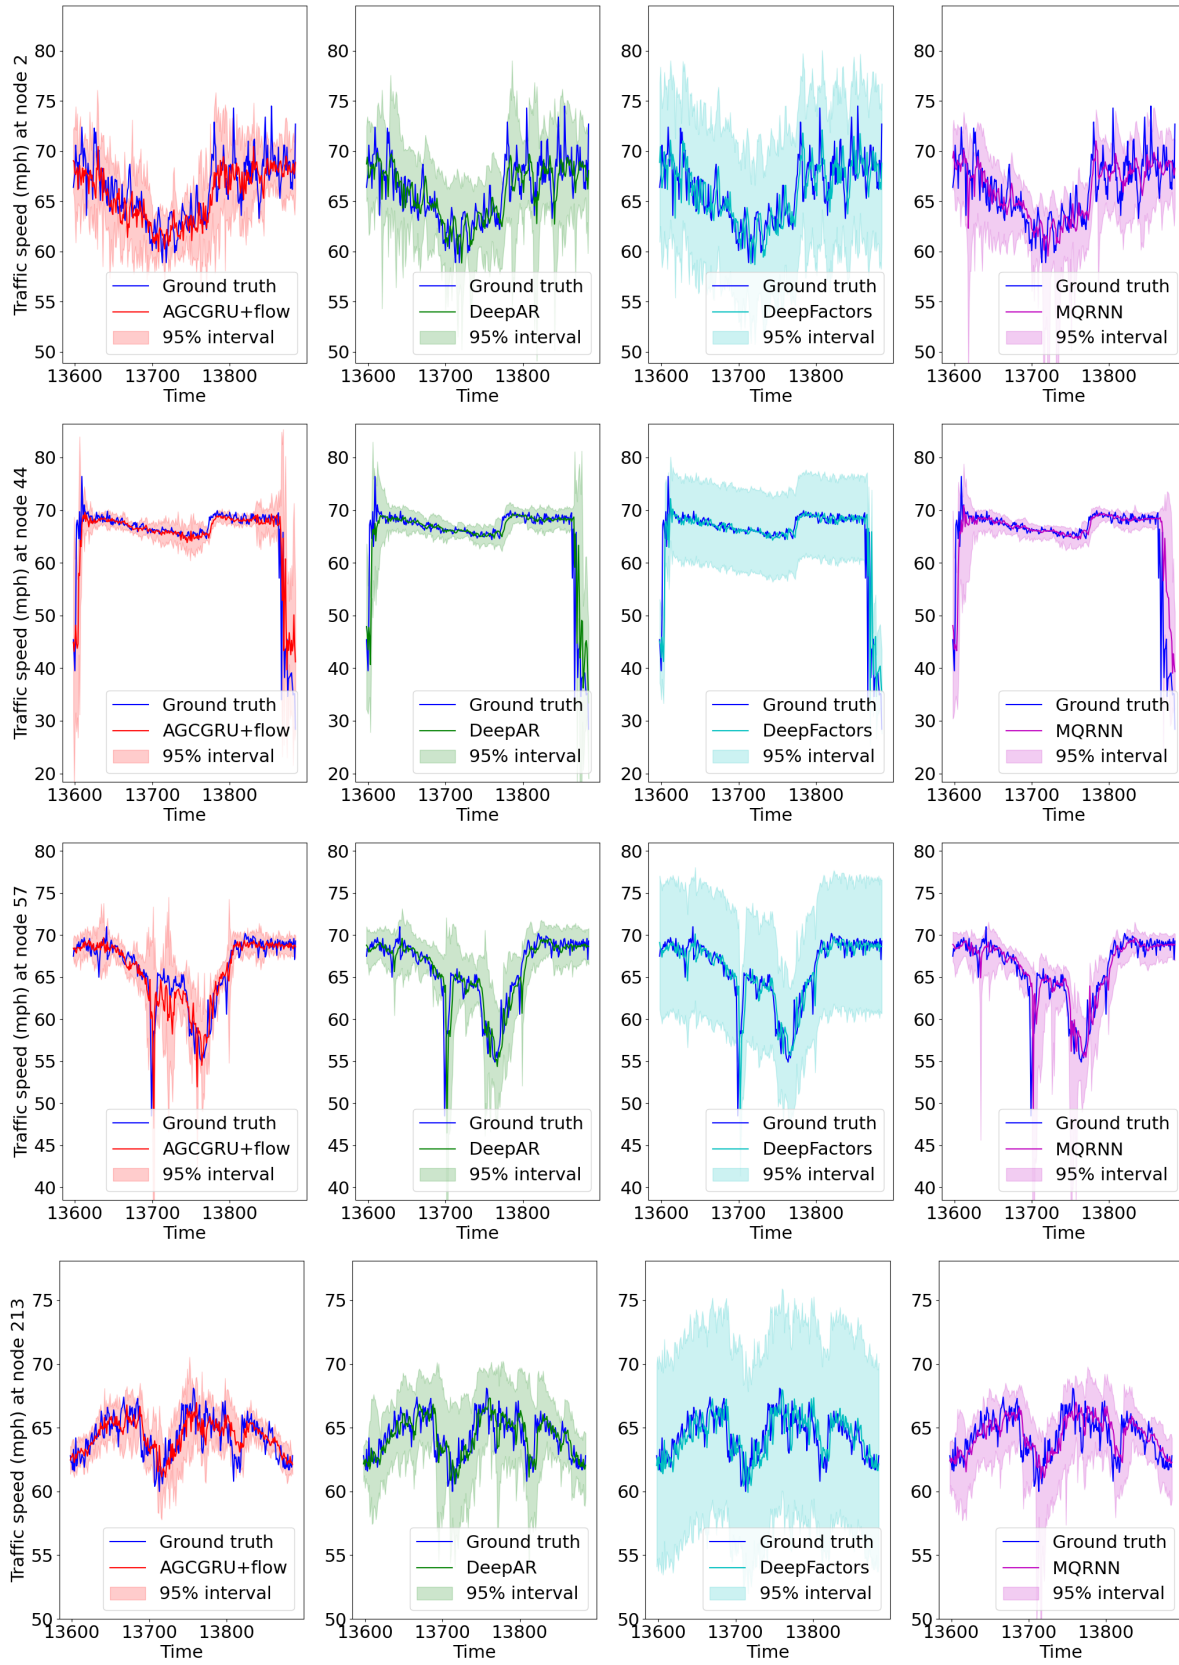 Traffic speed (mph) at node 2
80
75
70
65
60
55
50
Ground truth
AGCGRU+flow
95% interval
13600 13700 13800
Time
80
75
70
65
60
55
50
Ground truth
DeepAR
95% interval
13600 13700 13800
Time
80
75
70
65
60
55
50
Ground truth
DeepFactors
95% interval
13600 13700 13800
Time
80
75
70
65
60
55
50
Ground truth
MQRNN
95% interval
13600 13700 13800
Time
Traffic speed (mph) at node 44
80
70
60
50
40
30
20
Ground truth
AGCGRU+flow
95% interval
13600 13700 13800
Time
80
70
60
50
40
30
20
Ground truth
DeepAR
95% interval
13600 13700 13800
Time
80
70
60
50
40
30
20
Ground truth
DeepFactors
95% interval
13600 13700 13800
Time
80
70
60
50
40
30
20
Ground truth
MQRNN
95% interval
13600 13700 13800
Time
Traffic speed (mph) at node 57
80
75
70
65
60
55
50
45
40
Ground truth
AGCGRU+flow
95% interval
13600 13700 13800
Time
80
75
70
65
60
55
50
45
40
Ground truth
DeepAR
95% interval
13600 13700 13800
Time
80
75
70
65
60
55
50
45
40
Ground truth
DeepFactors
95% interval
13600 13700 13800
Time
80
75
70
65
60
55
50
45
40
Ground truth
MQRNN
95% interval
13600 13700 13800
Time
Traffic speed (mph) at node 213
75
70
65
60
55
50
Ground truth
AGCGRU+flow
95% interval
13600 13700 13800
Time
75
70
65
60
55
50
Ground truth
DeepAR
95% interval
13600 13700 13800
Time
75
70
65
60
55
50
Ground truth
DeepFactors
95% interval
13600 13700 13800
Time
75
70
65
60
55
50
Ground truth
MQRNN
95% interval
13600 13700 13800
Time